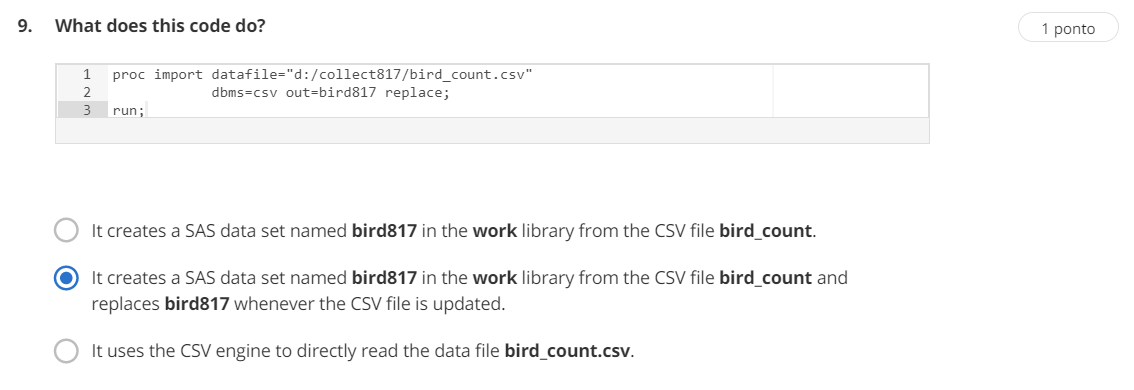 9. What does this code do?
1 ponto
1 proc import datafile="d:/collect817/bird_count.csv"
2 dbms=csv out=bird817 replace;
3 run;
It creates a SAS data set named bird817 in the work library from the CSV file bird_count.
It creates a SAS data set named bird817 in the work library from the CSV file bird_count and
replaces bird817 whenever the CSV file is updated.
It uses the CSV engine to directly read the data file bird_count.csv.